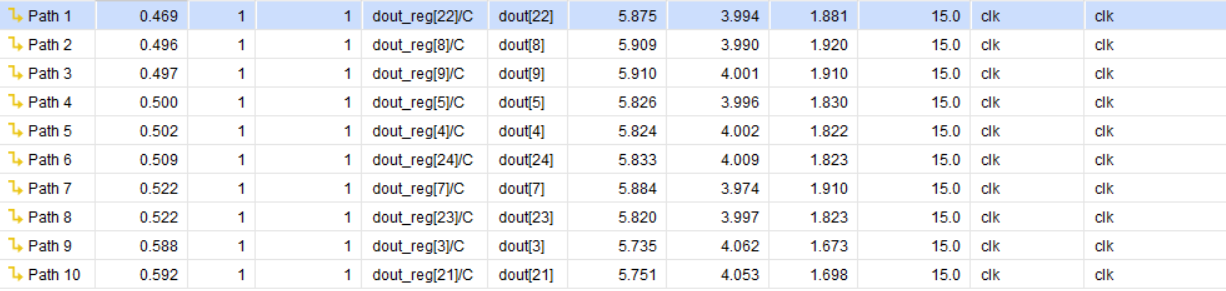 Path 1 0.469 1 1 dout_reg[22]/C dout[22] 5.875 3.994 1.881 15.0 clk clk
Path 2 0.496 1 1 dout_reg[8]/C dout[8] 5.909 3.990 1.920 15.0 clk clk
Path 3 0.497 1 1 dout_reg[9]/C dout[9] 5.910 4.001 1.910 15.0 clk clk
Path 4 0.500 1 1 dout_reg[5]/C dout[5] 5.826 3.996 1.830 15.0 clk clk
Path 5 0.502 1 1 dout_reg[4]/C dout[4] 5.824 4.002 1.822 15.0 clk clk
Path 6 0.509 1 1 dout_reg[24]/C dout[24] 5.833 4.009 1.823 15.0 clk clk
Path 7 0.522 1 1 dout_reg[7]/C dout[7] 5.884 3.974 1.910 15.0 clk clk
Path 8 0.522 1 1 dout_reg[23]/C dout[23] 5.820 3.997 1.823 15.0 clk clk
Path 9 0.588 1 1 dout_reg[3]/C dout[3] 5.735 4.062 1.673 15.0 clk clk
Path 10 0.592 1 1 dout_reg[21]/C dout[21] 5.751 4.053 1.698 15.0 clk clk